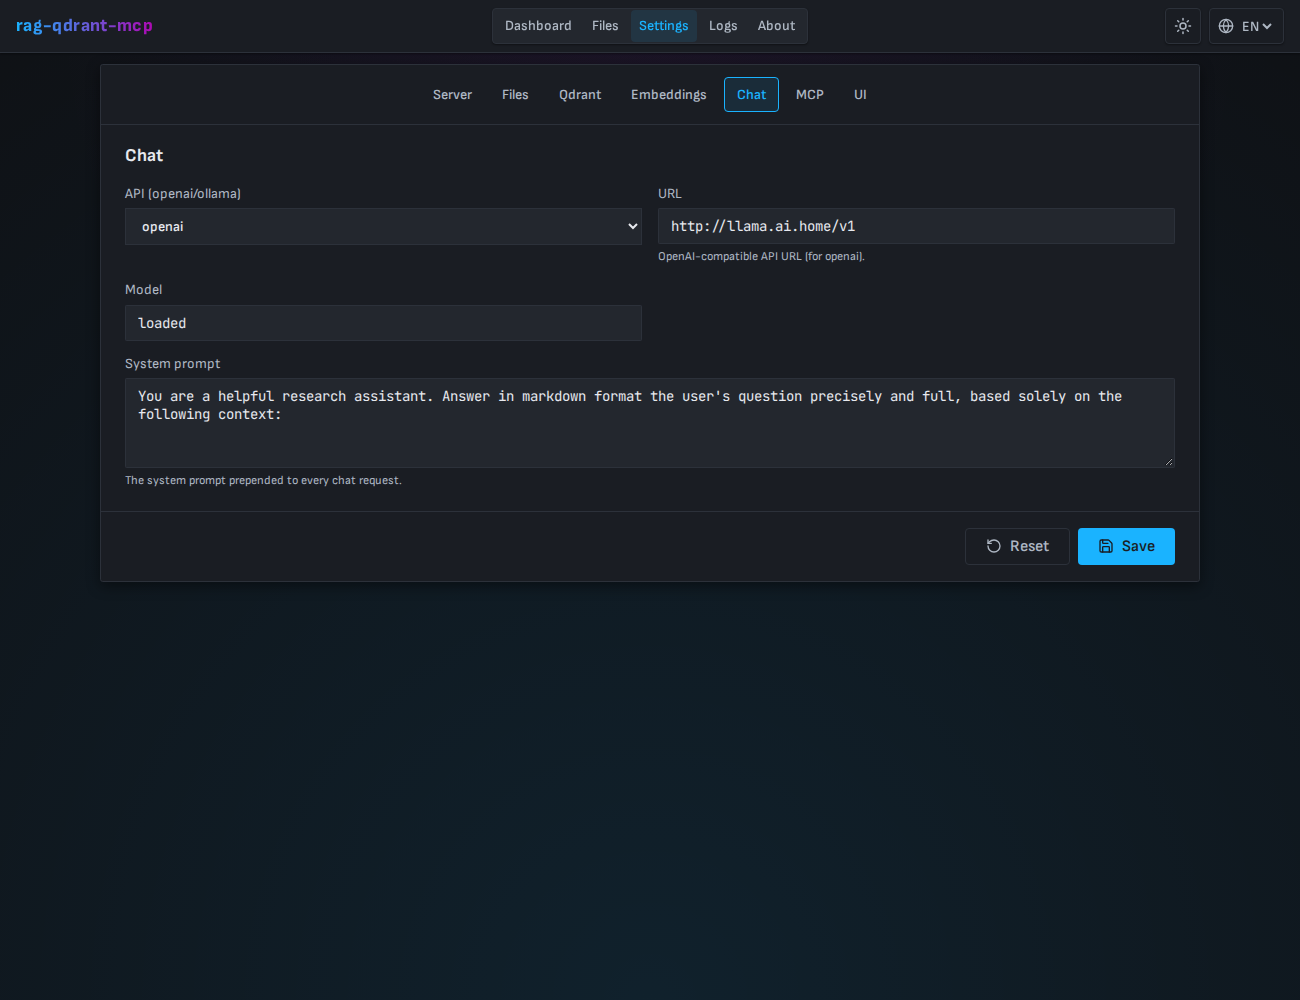 rag-qdrant-mcp
Dashboard Files Settings Logs About
EN
Server Files Qdrant Embeddings Chat MCP UI
Chat
API (openai/ollama)
openai
URL
http://llama.ai.home/v1
OpenAI-compatible API URL (for openai).
Model
loaded
System prompt
You are a helpful research assistant. Answer in markdown format the user's question precisely and full, based solely on the
following context:
The system prompt prepended to every chat request.
Reset Save